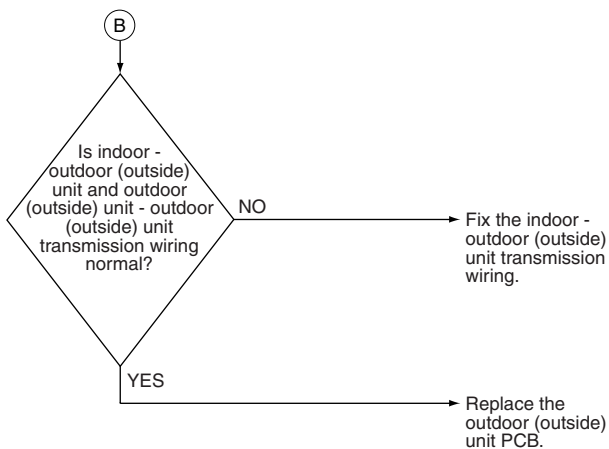 B
Is indoor -
outdoor (outside)
unit and outdoor
(outside) unit - outdoor
(outside) unit
transmission wiring
normal?
NO
Fix the indoor -
outdoor (outside)
unit transmission
wiring.
YES
Replace the
outdoor (outside)
unit PCB.